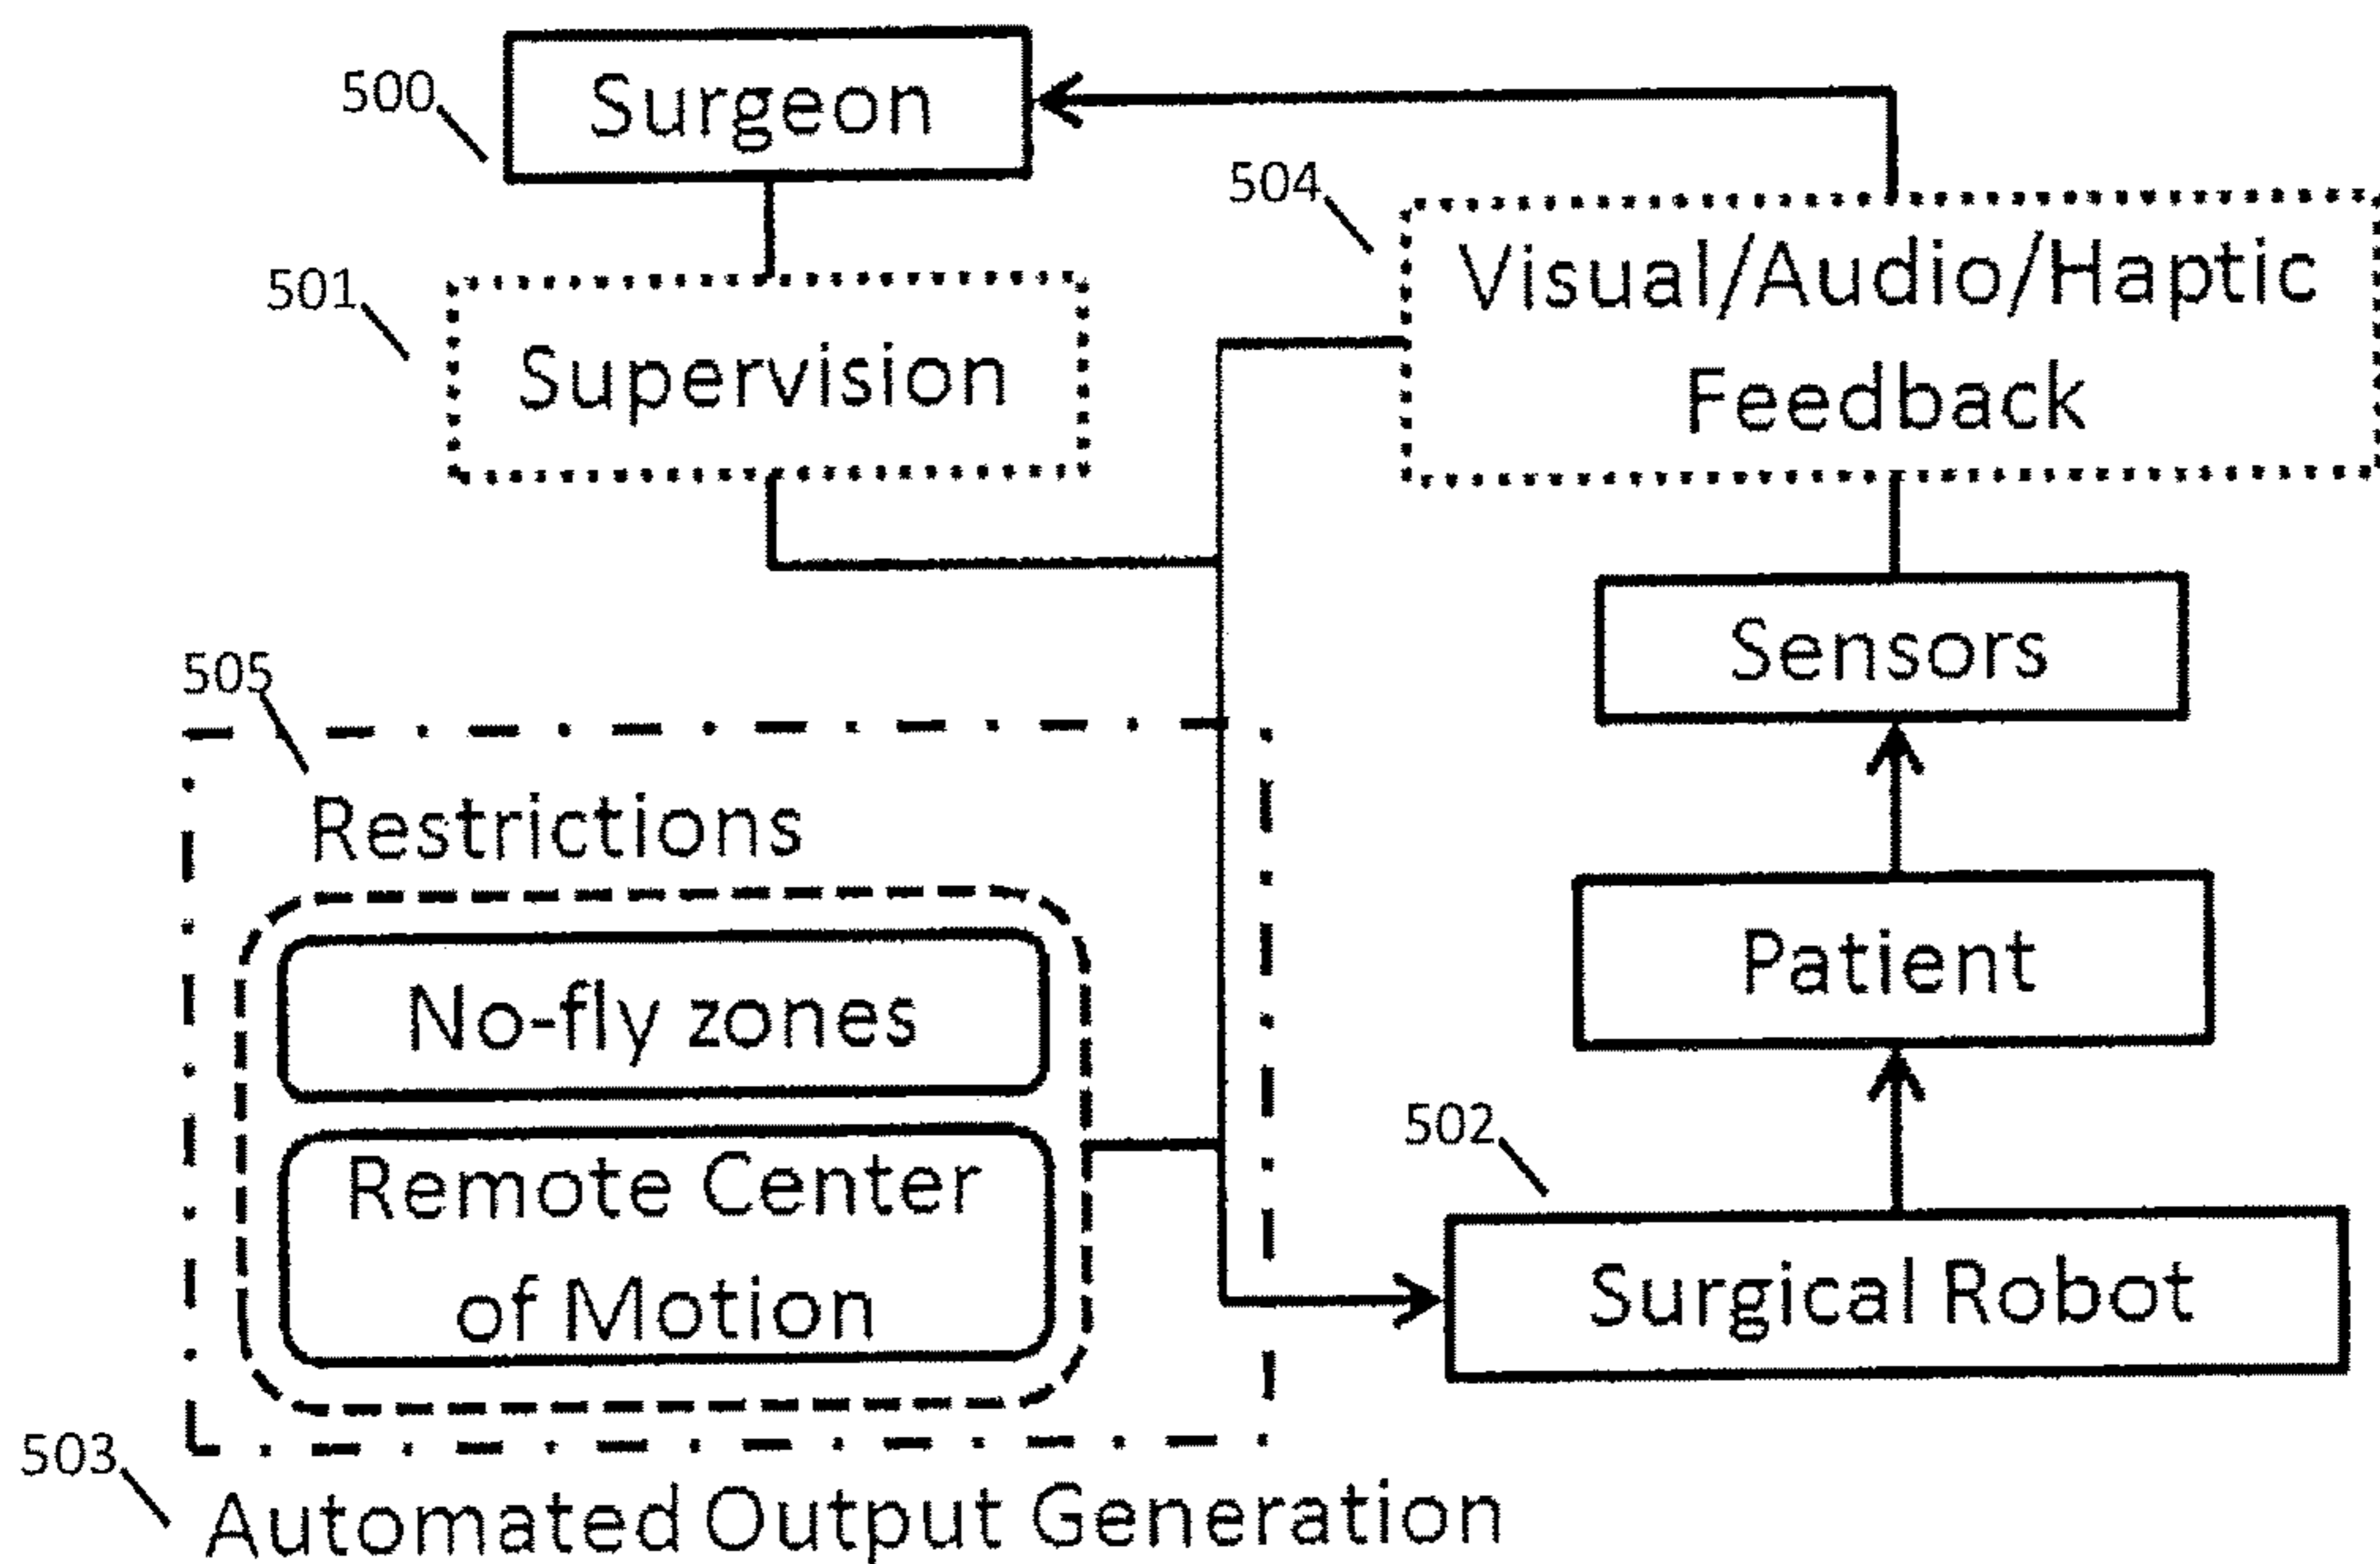 500
Surgeon
504
Visual/Audio/Haptic
Feedback
501
Supervision
Sensors
505
Restrictions
No-fly zones
Patient
Remote Center
of Motion
502
Surgical Robot
503
Automated Output Generation